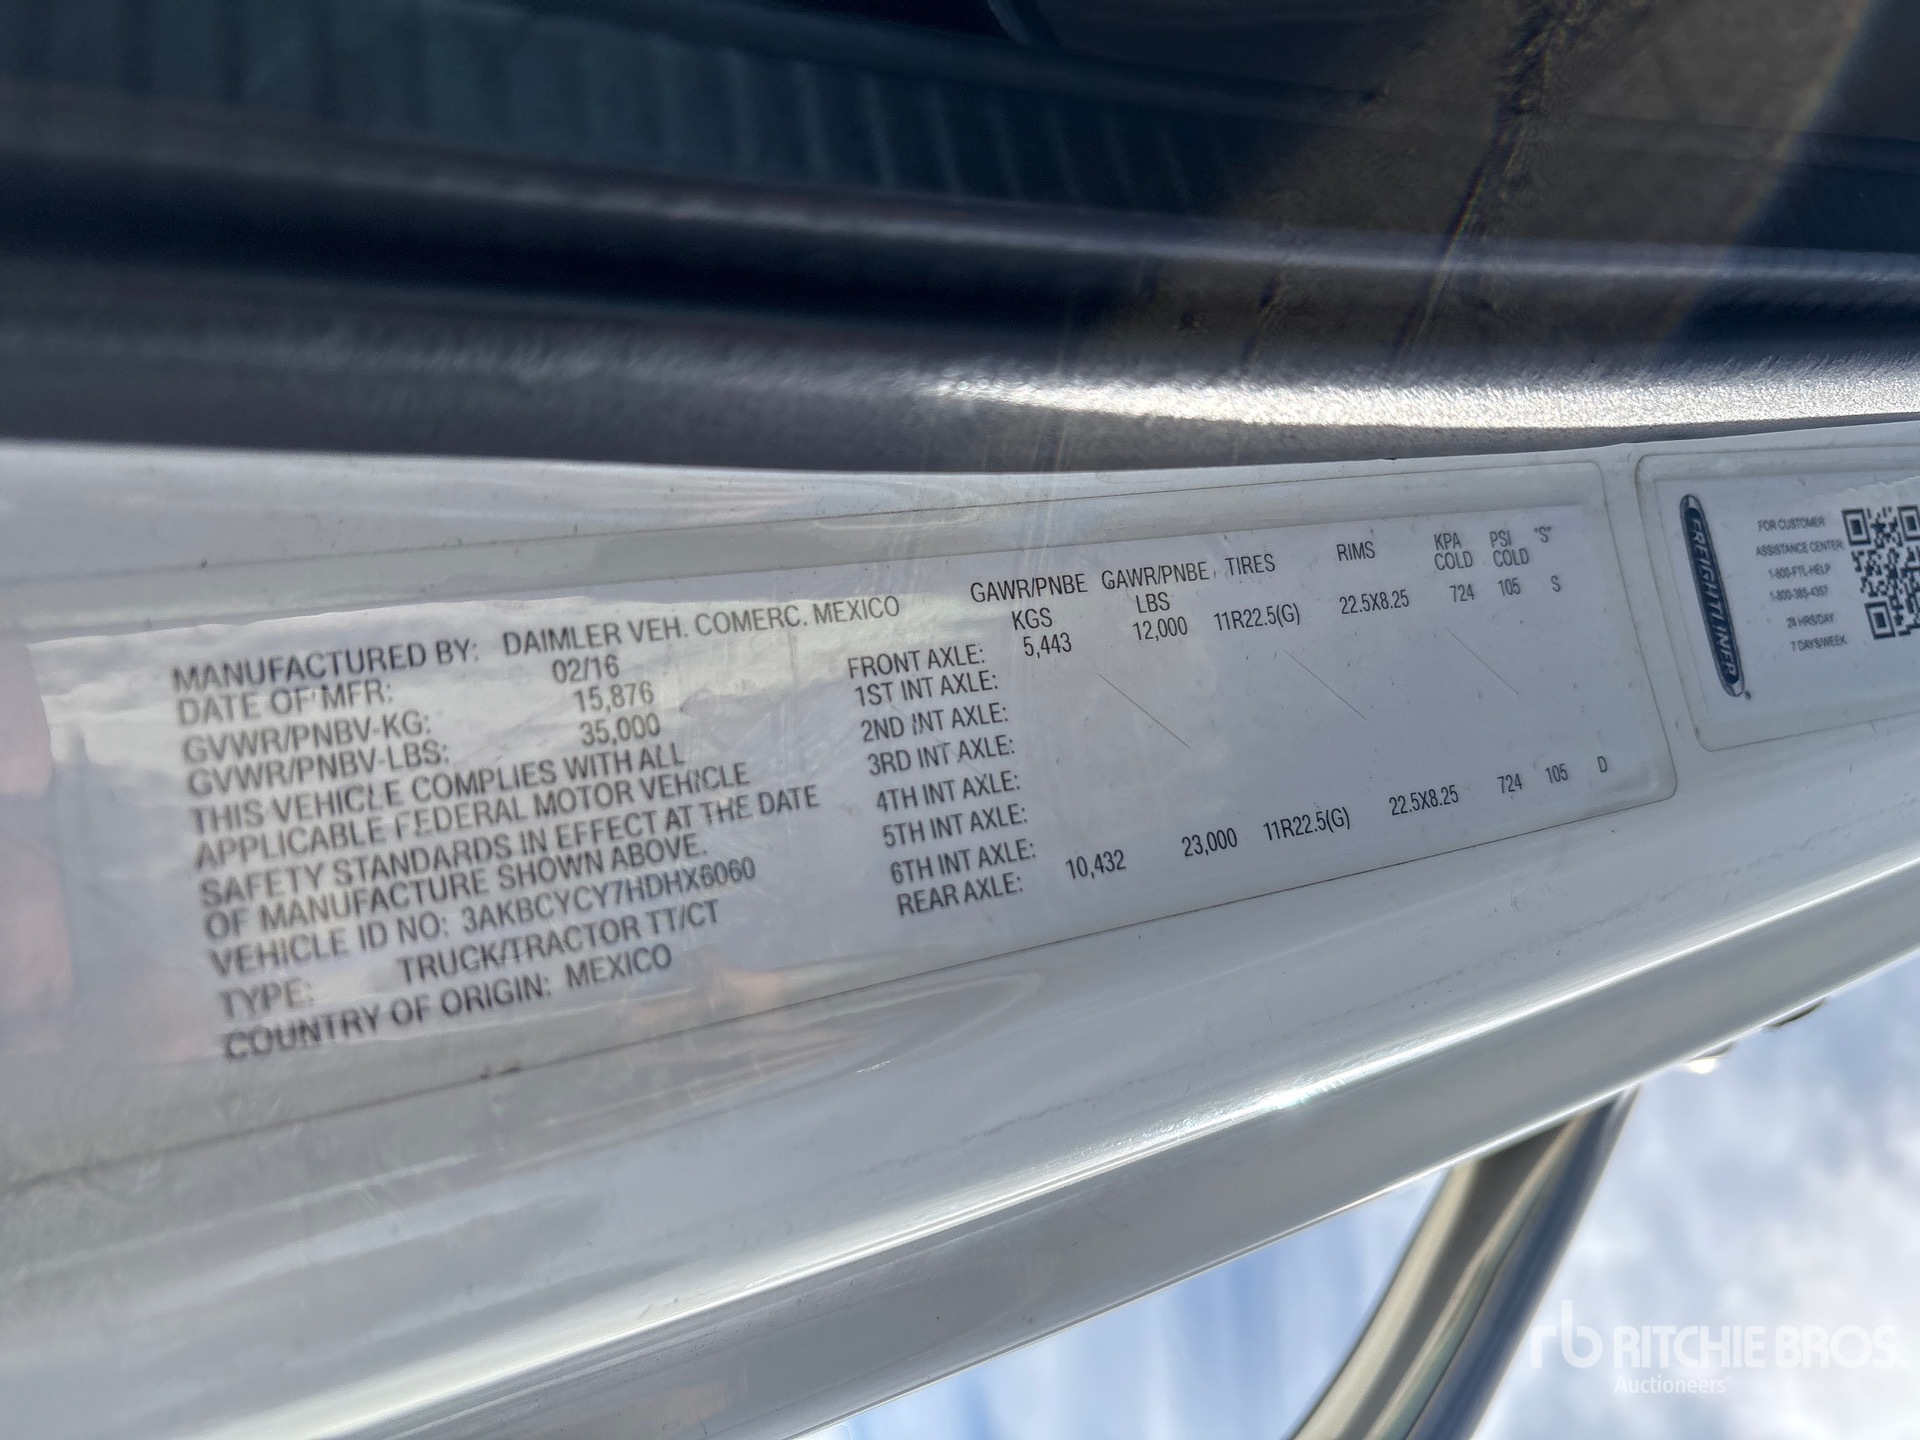 MANUFACTURED BY: DAIMLER VEH. COMERC. MEXICO
DATE OF MFR: 02/16
GVWR/PNBV-KG: 15,876
GVWR/PNBV-LBS: 35,000
THIS VEHICLE COMPLIES WITH ALL
APPLICABLE FEDERAL MOTOR VEHICLE
SAFETY STANDARDS IN EFFECT AT THE DATE
OF MANUFACTURE SHOWN ABOVE.
VEHICLE ID NO: 3AKBCYCY7HDHX6060
TYPE: TRUCK/TRACTOR TT/CT
COUNTRY OF ORIGIN: MEXICO
GAWR/PNBE KGS GAWR/PNBE LBS TIRES RIMS KPA COLD PSI COLD "S"
FRONT AXLE: 5,443 12,000 11R22.5(G) 22.5X8.25 724 105 S
1ST INT AXLE:
2ND INT AXLE:
3RD INT AXLE:
4TH INT AXLE:
5TH INT AXLE:
6TH INT AXLE:
REAR AXLE: 10,432 23,000 11R22.5(G) 22.5X8.25 724 105 D
FREIGHTLINER
FOR CUSTOMER
ASSISTANCE CENTER:
1-800-FTL-HELP
1-800-385-4357
24 HRS/DAY
7 DAYS/WEEK
rb RITCHIE BROS.
Auctioneers